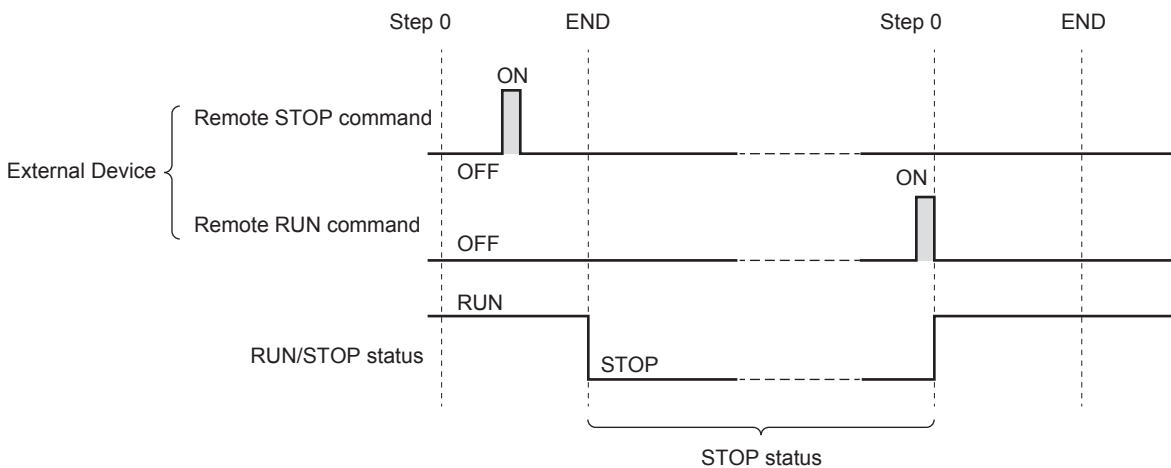 Step 0 END Step 0 END
ON
Remote STOP command
External Device
OFF
ON
Remote RUN command
OFF
RUN
RUN/STOP status
STOP
STOP status